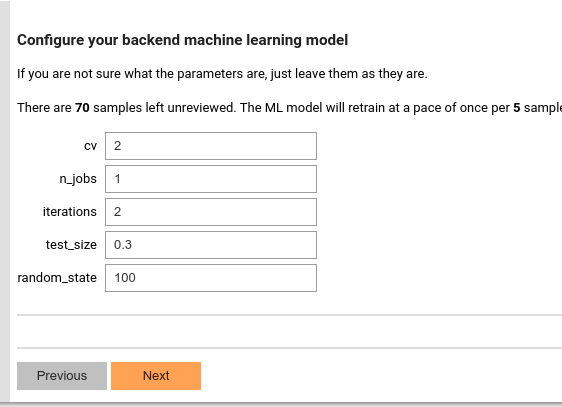 Configure your backend machine learning model
If you are not sure what the parameters are, just leave them as they are.
There are 70 samples left unreviewed. The ML model will retrain at a pace of once per 5 sample
cv 2
n_jobs 1
iterations 2
test_size 0.3
random_state 100
Previous Next